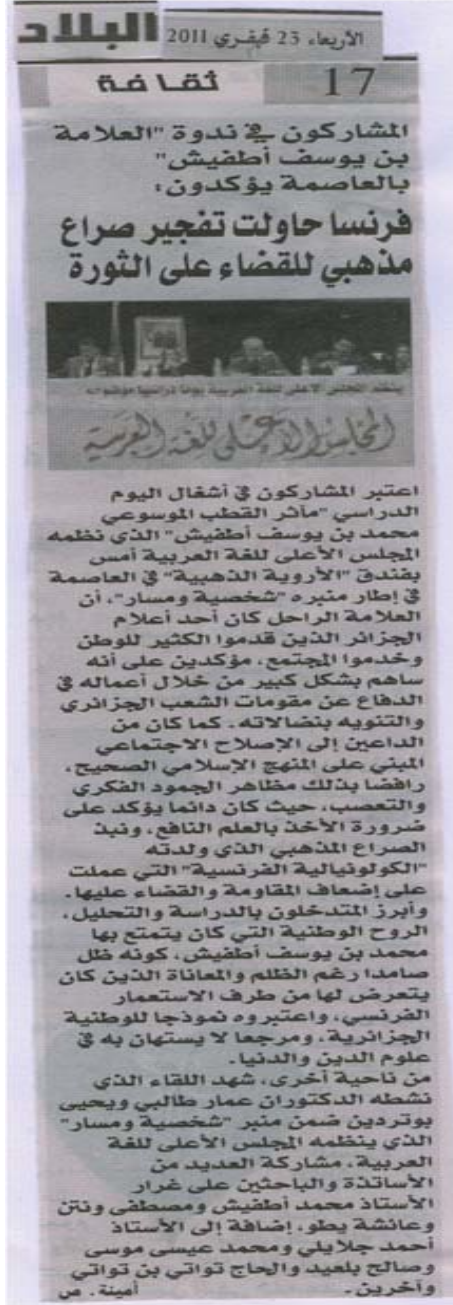 البلاد
الأربعاء 23 فيفري 2011
ثقافة
17
المشاركون في ندوة "العلامة
بن يوسف أطفيش"
بالعاصمة يؤكدون:
فرنسا حاولت تفجير صراع
مذهبي للقضاء على الثورة
ينظم المجلس الأعلى للغة العربية يوما دراسيا موضوعه
المجلس الأعلى للغة العربية
اعتبر المشاركون في أشغال اليوم
الدراسي "مآثر القطب الموسوعي
محمد بن يوسف أطفيش" الذي نظمه
المجلس الأعلى للغة العربية أمس
بفندق "الأروية الذهبية" في العاصمة
في إطار منبره "شخصية ومسار"، أن
العلامة الراحل كان أحد أعلام
الجزائر الذين قدموا الكثير للوطن
وخدموا المجتمع، مؤكدين على أنه
ساهم بشكل كبير من خلال أعماله في
الدفاع عن مقومات الشعب الجزائري
والتنويه بنضالاته. كما كان من
الداعين إلى الإصلاح الاجتماعي
المبني على المنهج الإسلامي الصحيح،
رافضا بذلك مظاهر الجمود الفكري
والتعصب، حيث كان دائما يؤكد على
ضرورة الأخذ بالعلم النافع، ونبذ
الصراع المذهبي الذي ولدته
"الكولونيالية الفرنسية" التي عملت
على إضعاف المقاومة والقضاء عليها.
وأبرز المتدخلون بالدراسة والتحليل،
الروح الوطنية التي كان يتمتع بها
محمد بن يوسف أطفيش، كونه ظل
صامدا رغم الظلم والمعاناة الذين كان
يتعرض لها من طرف الاستعمار
الفرنسي، واعتبروه نموذجا للوطنية
الجزائرية، ومرجعا لا يستهان به في
علوم الدين والدنيا.
من ناحية أخرى، شهد اللقاء الذي
نشطه الدكتوران عمار طالبي ويحيى
بوتردين ضمن منبر "شخصية ومسار"
الذي ينظمه المجلس الأعلى للغة
العربية، مشاركة العديد من
الأساتذة والباحثين على غرار
الأستاذ محمد أطفيش ومصطفى ونتن
وعائشة يطو، إضافة إلى الأستاذ
أحمد جلايلي ومحمد عيسى موسى
وصالح بلعيد والحاج تواتي بن تواتي
وآخرين.
أمينة. ص